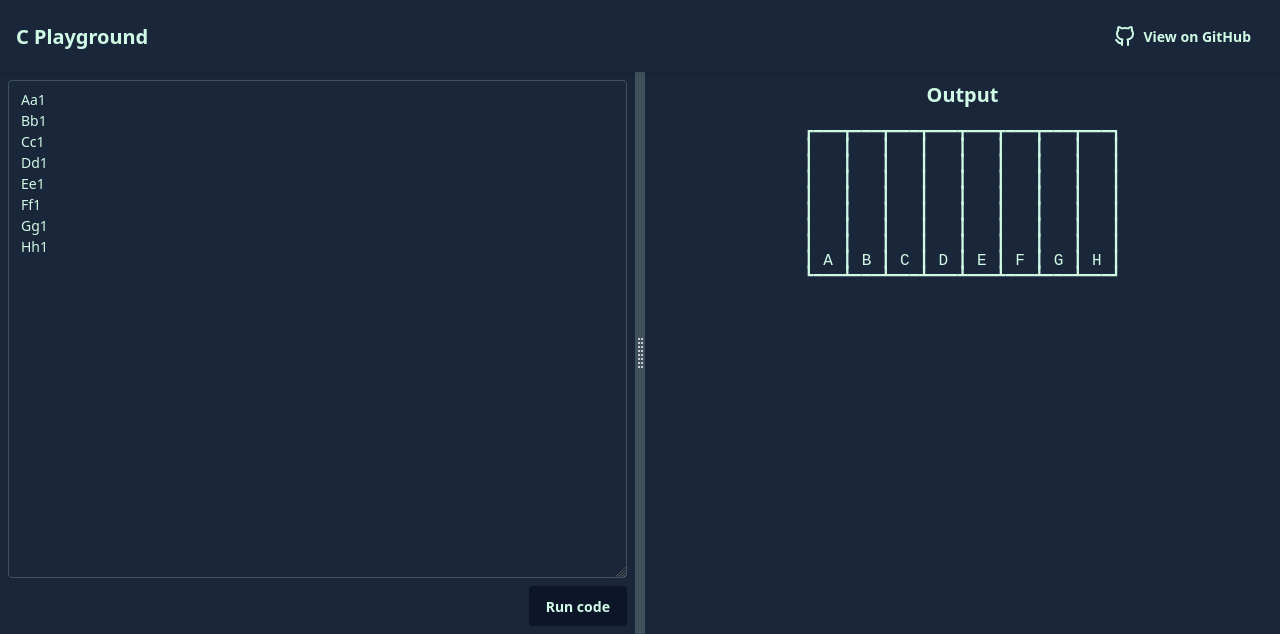 C Playground
View on GitHub
Aa1
Bb1
Cc1
Dd1
Ee1
Ff1
Gg1
Hh1
Run code
Output
A B C D E F G H